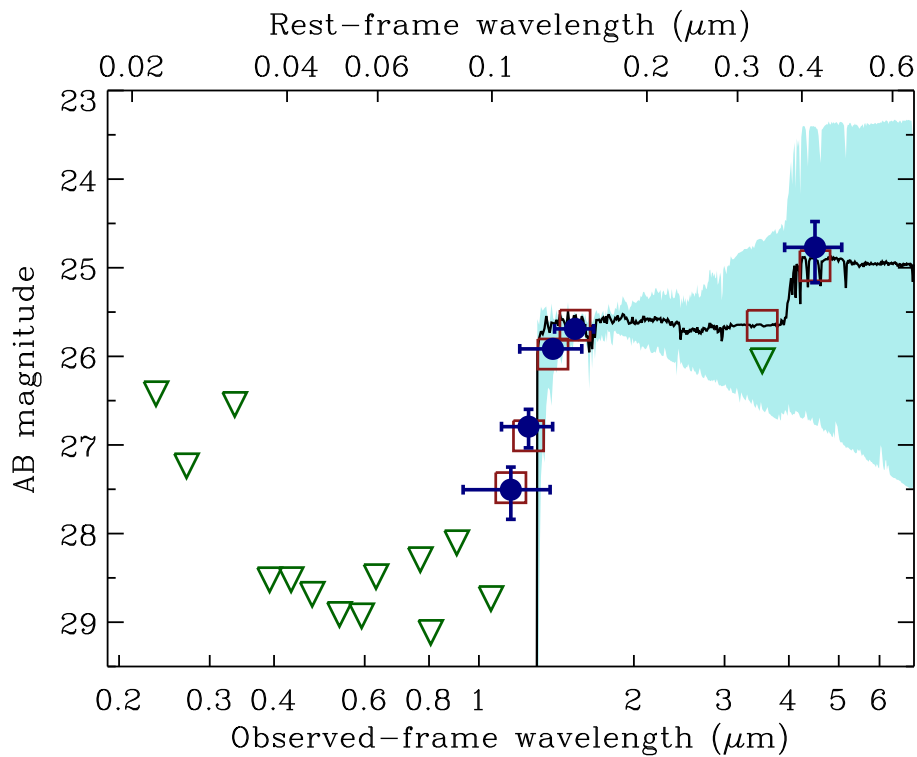 Rest−frame wavelength (μm)
0.02 0.04 0.06 0.1 0.2 0.3 0.4 0.6
23
24
25
26
27
28
29
AB magnitude
0.2 0.3 0.4 0.6 0.8 1 2 3 4 5 6
Observed−frame wavelength (μm)